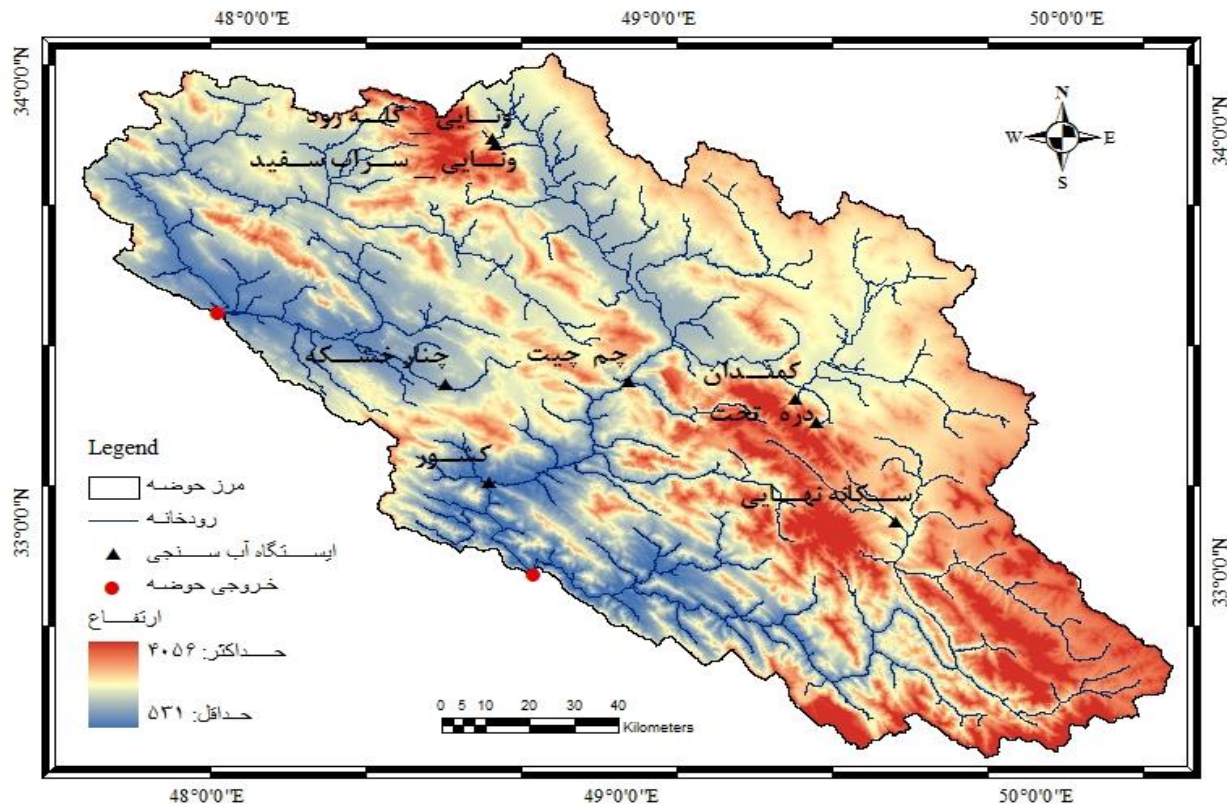 48°0'0"E 49°0'0"E 50°0'0"E
34°0'0"N
34°0'0"N
N
W E
S
ونایی _ گله رود
ونایی _ سراب سفید
چنار خشکه
چم چیت
کمندان
دره تخت
کشور
سکانه نهایی
Legend
مرز حوضه
رودخانه
ایستگاه آب سنجی
خروجی حوضه
ارتفاع
حداکثر: ۴۰۵۶
حداقل: ۵۳۱
33°0'0"N
33°0'0"N
0 5 10 20 30 40
Kilometers
48°0'0"E 49°0'0"E 50°0'0"E